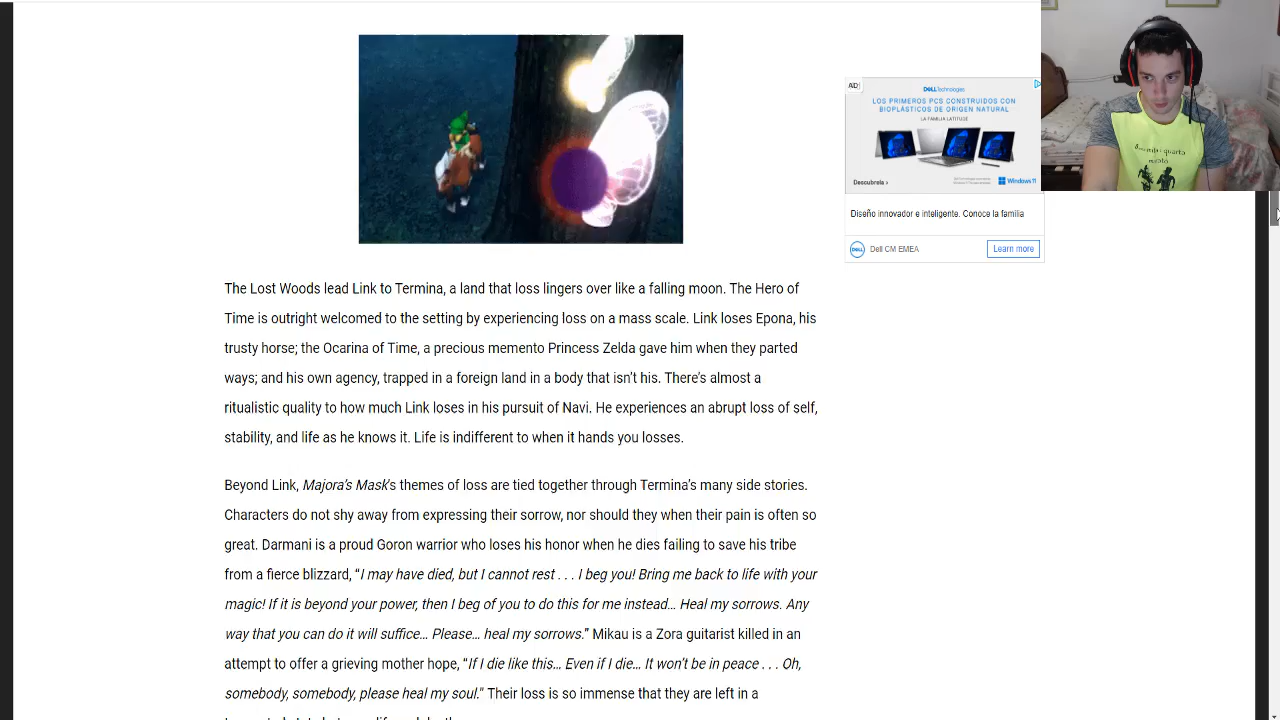 AD
DELL Technologies
LOS PRIMEROS PCS CONSTRUIDOS CON
BIOPLÁSTICOS DE ORIGEN NATURAL
LA FAMILIA LATITUDE
Descubrela ›
Windows 11
Diseño innovador e inteligente. Conoce la familia
DELL
Dell CM EMEA
Learn more
quarto
The Lost Woods lead Link to Termina, a land that loss lingers over like a falling moon. The Hero of
Time is outright welcomed to the setting by experiencing loss on a mass scale. Link loses Epona, his
trusty horse; the Ocarina of Time, a precious memento Princess Zelda gave him when they parted
ways; and his own agency, trapped in a foreign land in a body that isn't his. There's almost a
ritualistic quality to how much Link loses in his pursuit of Navi. He experiences an abrupt loss of self,
stability, and life as he knows it. Life is indifferent to when it hands you losses.
Beyond Link, Majora's Mask's themes of loss are tied together through Termina's many side stories.
Characters do not shy away from expressing their sorrow, nor should they when their pain is often so
great. Darmani is a proud Goron warrior who loses his honor when he dies failing to save his tribe
from a fierce blizzard, “I may have died, but I cannot rest . . . I beg you! Bring me back to life with your
magic! If it is beyond your power, then I beg of you to do this for me instead… Heal my sorrows. Any
way that you can do it will suffice… Please… heal my sorrows.” Mikau is a Zora guitarist killed in an
attempt to offer a grieving mother hope, “If I die like this… Even if I die… It won't be in peace . . . Oh,
somebody, somebody, please heal my soul.” Their loss is so immense that they are left in a